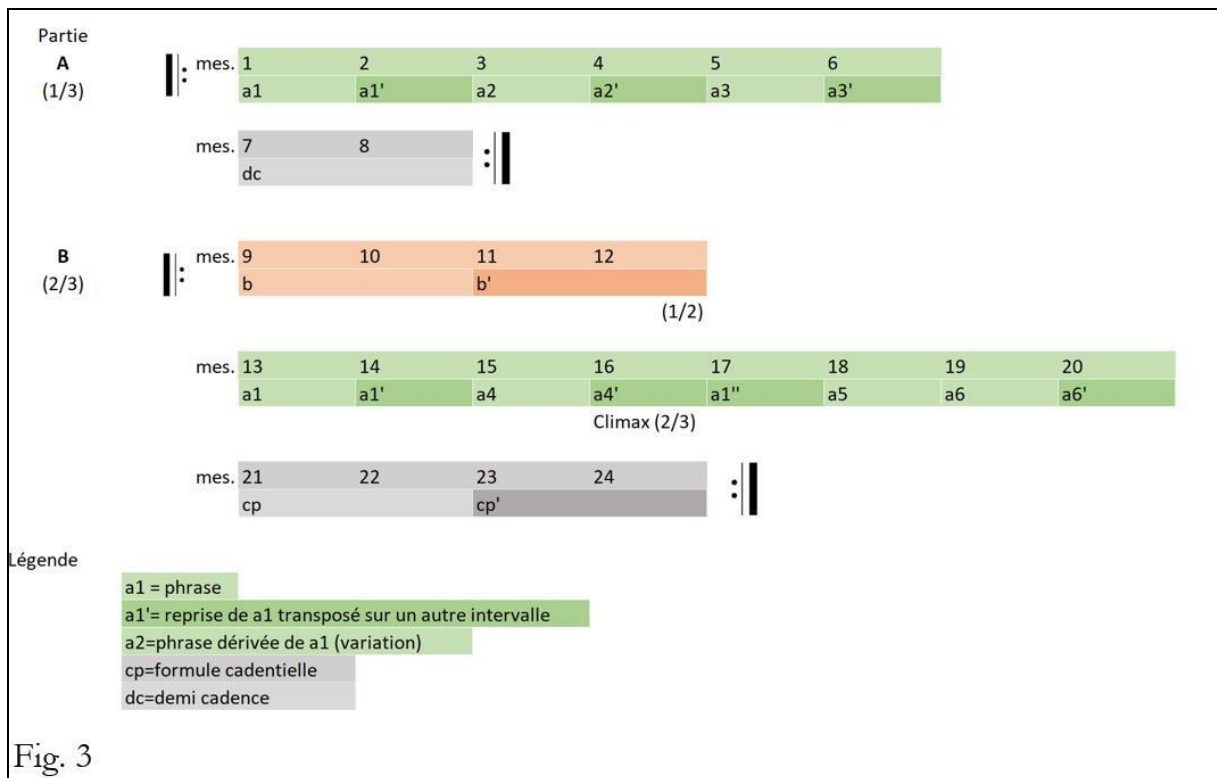 Partie
A
(1/3)
mes. 1 2 3 4 5 6
a1 a1' a2 a2' a3 a3'
mes. 7 8
dc
B
(2/3)
mes. 9 10 11 12
b b'
(1/2)
mes. 13 14 15 16 17 18 19 20
a1 a1' a4 a4' a1" a5 a6 a6'
Climax (2/3)
mes. 21 22 23 24
cp cp'
Légende
a1 = phrase
a1'= reprise de a1 transposé sur un autre intervalle
a2=phrase dérivée de a1 (variation)
cp=formule cadentielle
dc=demi cadence
Fig. 3